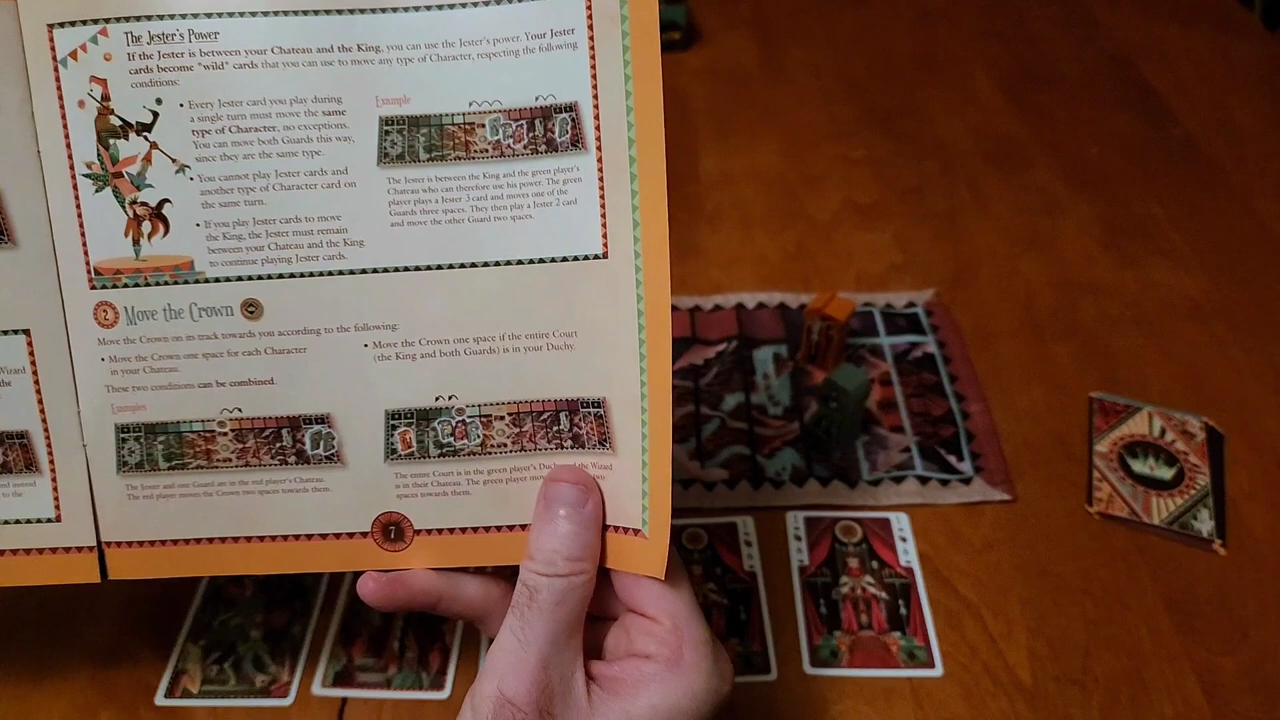 The Jester's Power
If the Jester is between your Chateau and the King, you can use the Jester's power. Your Jester
cards become "wild" cards that you can use to move any type of Character, respecting the following
conditions:
• Every Jester card you play during
a single turn must move the same
type of Character, no exceptions.
You can move both Guards this way,
since they are the same type.
• You cannot play Jester cards and
another type of Character card on
the same turn.
• If you play Jester cards to move
the King, the Jester must remain
between your Chateau and the King
to continue playing Jester cards.
Example
The Jester is between the King and the green player's
Chateau who can therefore use his power. The green
player plays a Jester 3 card and moves one of the
Guards three spaces. They then play a Jester 2 card
and move the other Guard two spaces.
2 Move the Crown
Move the Crown on its track towards you according to the following:
• Move the Crown one space for each Character
in your Chateau.
These two conditions can be combined.
• Move the Crown one space if the entire Court
(the King and both Guards) is in your Duchy.
Examples
The Jester and one Guard are in the red player's Chateau.
The red player moves the Crown two spaces towards them.
The entire Court is in the green player's and the Wizard
is in their Chateau. The green player two
spaces towards them.
7
Wizard
the
to the